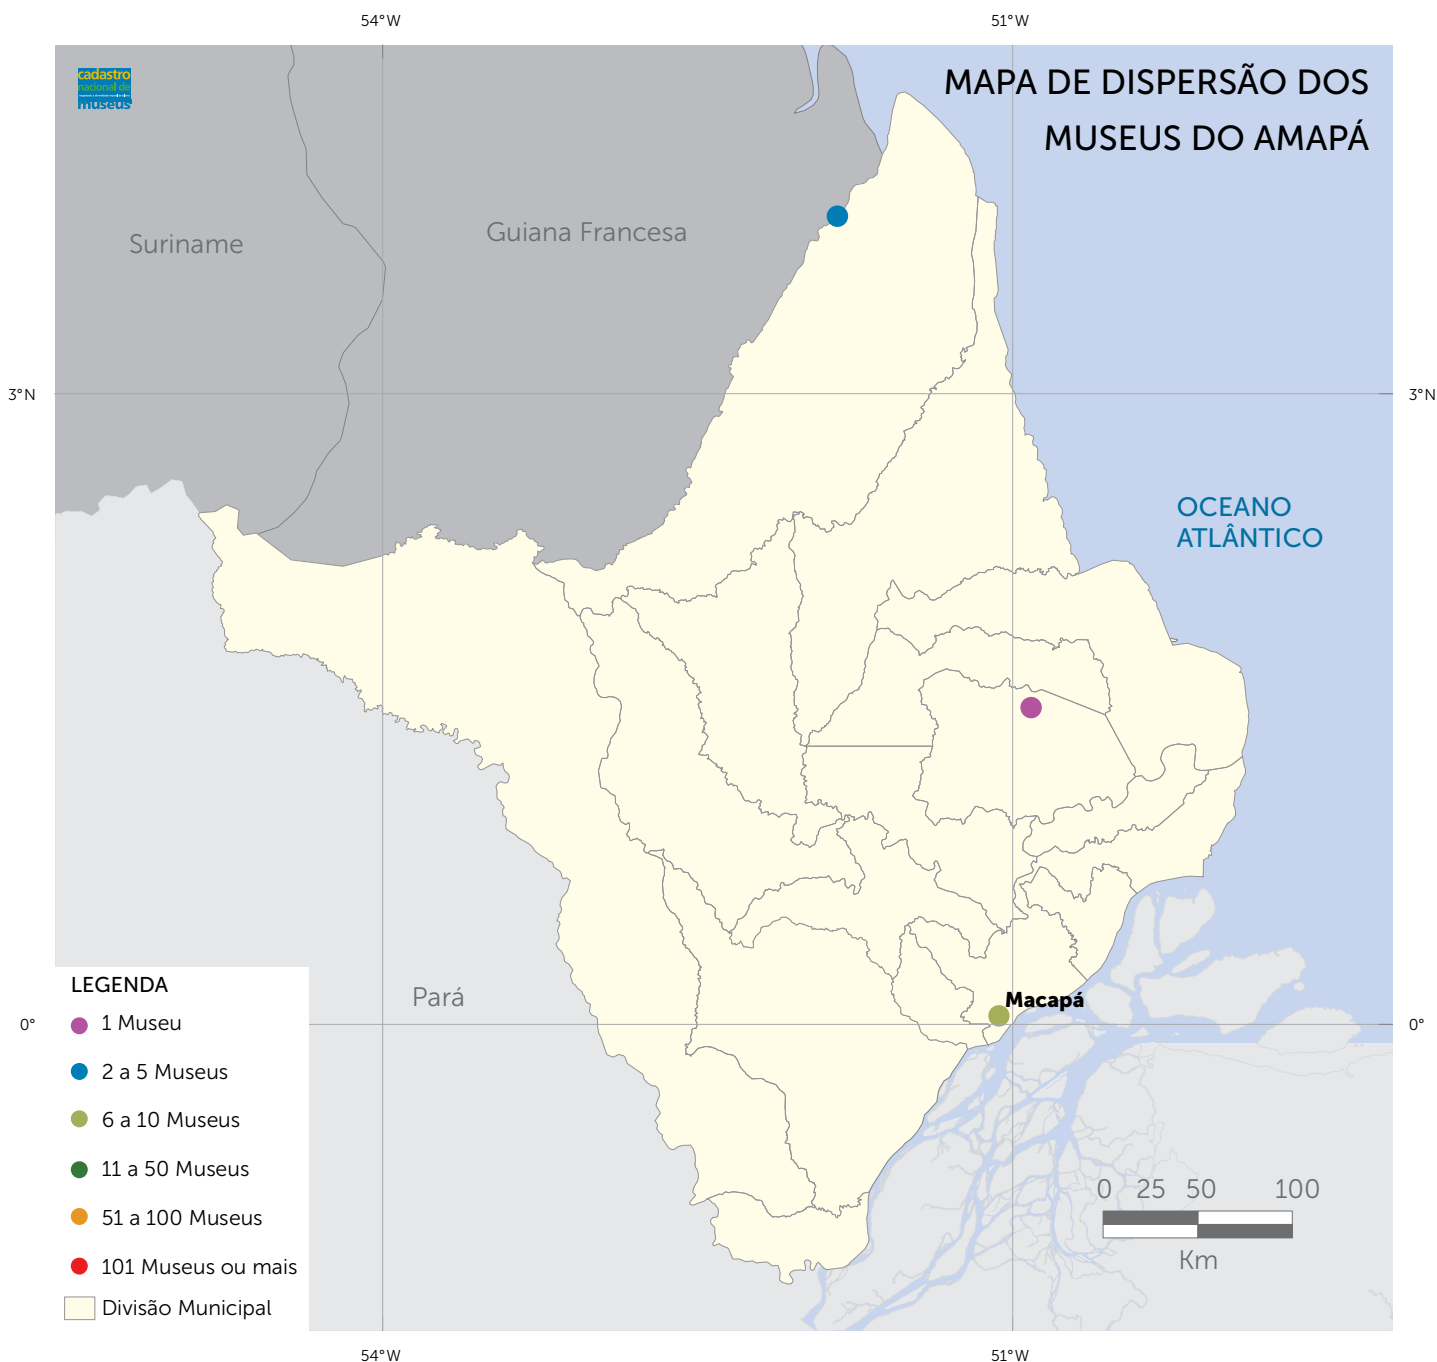 54°W
51°W
cadastro
nacional de
museus
MAPA DE DISPERSÃO DOS
MUSEUS DO AMAPÁ
Suriname
Guiana Francesa
3°N
3°N
OCEANO
ATLÂNTICO
Pará
Macapá
0°
0°
LEGENDA
1 Museu
2 a 5 Museus
6 a 10 Museus
11 a 50 Museus
51 a 100 Museus
101 Museus ou mais
Divisão Municipal
0 25 50 100
Km
54°W
51°W